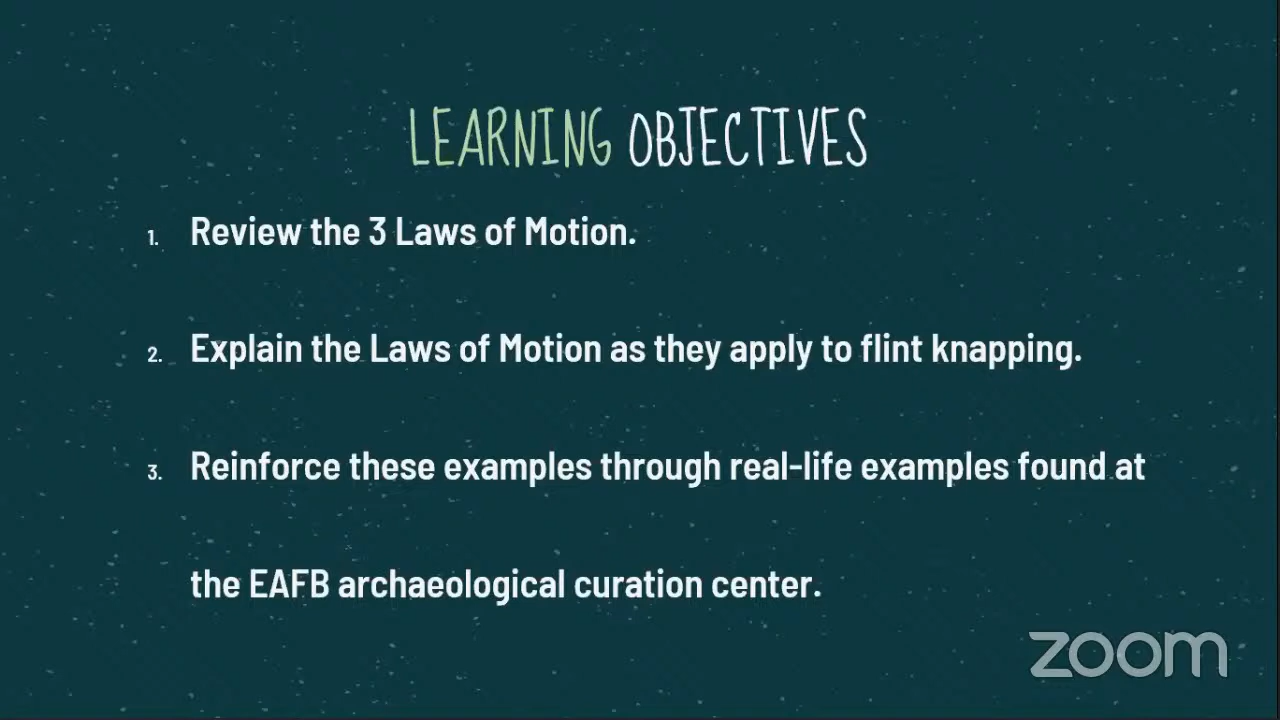 LEARNING OBJECTIVES
1. Review the 3 Laws of Motion.
2. Explain the Laws of Motion as they apply to flint knapping.
3. Reinforce these examples through real-life examples found at
the EAFB archaeological curation center.
zoom